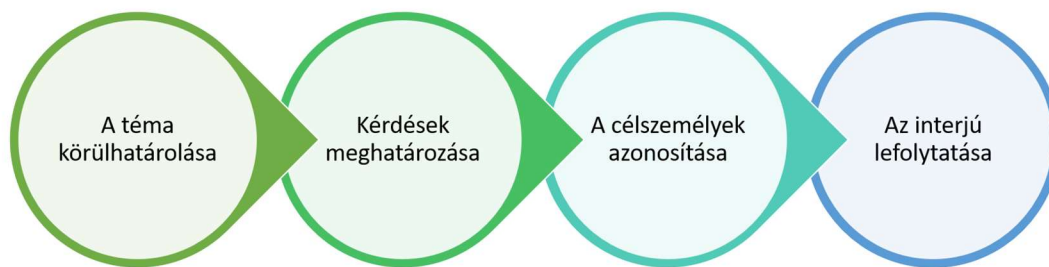 A téma
körülhatárolása
Kérdések
meghatározása
A célszemélyek
azonosítása
Az interjú
lefolytatása